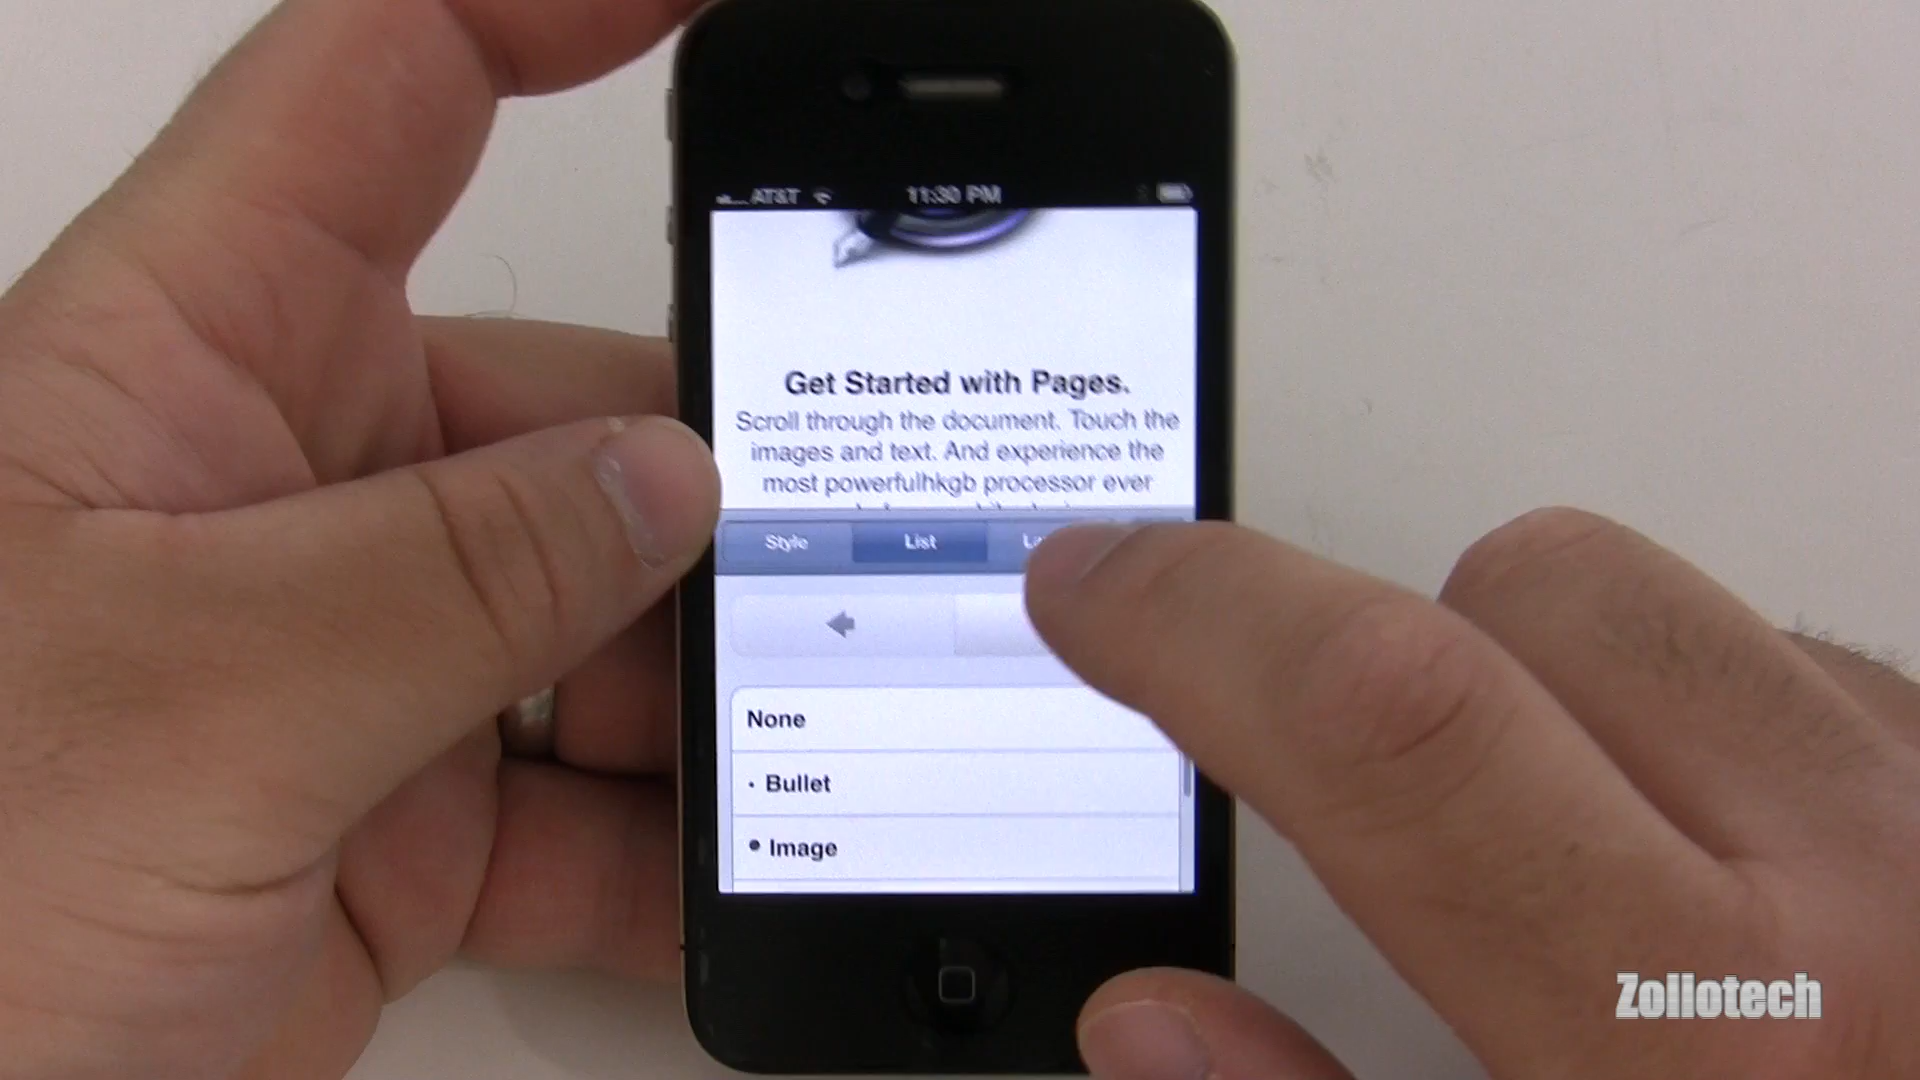 AT&T 11:30 PM
Get Started with Pages.
Scroll through the document. Touch the
images and text. And experience the
most powerfulhkgb processor ever
Style List
None
• Bullet
• Image
Zollotech